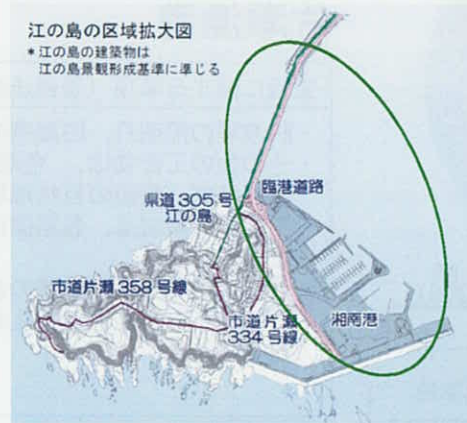 江の島の区域拡大図
*江の島の建築物は
江の島景観形成基準に準じる
臨港道路
県道305号
江の島
市道片瀬358号線
市道片瀬
334号線
湘南港